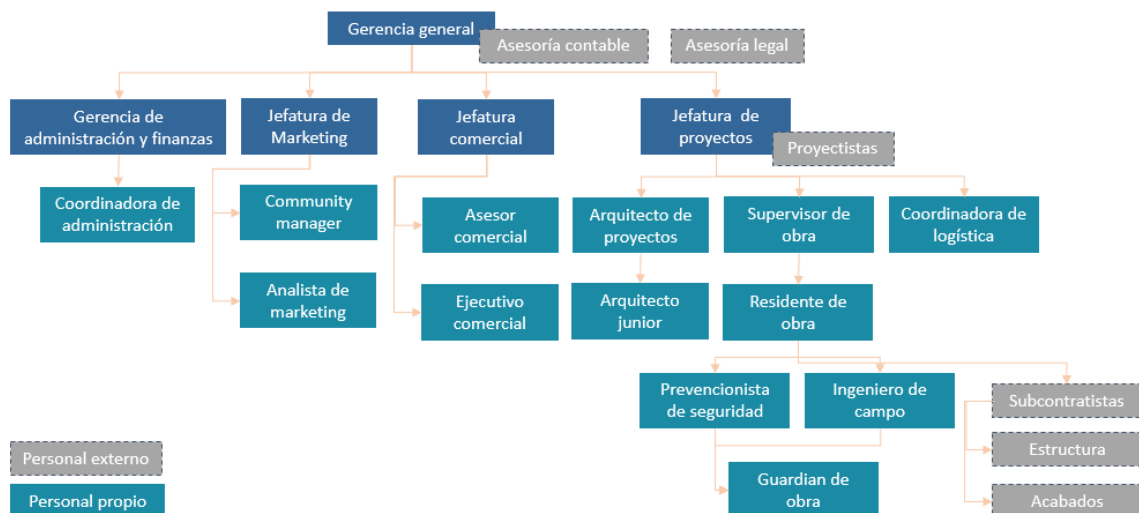 Gerencia general
Asesoría contable
Asesoría legal
Gerencia de
administración y finanzas
Jefatura de
Marketing
Jefatura
comercial
Jefatura de
proyectos
Proyectistas
Coordinadora de
administración
Community
manager
Asesor
comercial
Arquitecto de
proyectos
Supervisor de
obra
Coordinadora de
logística
Analista de
marketing
Ejecutivo
comercial
Arquitecto
junior
Residente de
obra
Prevencionista
de seguridad
Ingeniero de
campo
Subcontratistas
Estructura
Acabados
Guardian de
obra
Personal externo
Personal propio